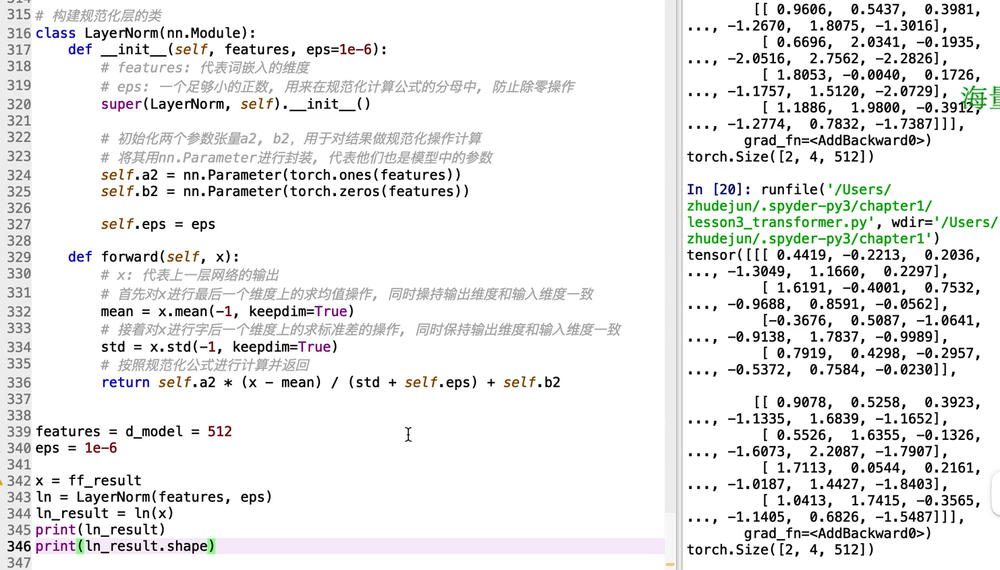 314
315 # 构建规范化层的类
316 class LayerNorm(nn.Module):
317     def __init__(self, features, eps=1e-6):
318         # features: 代表词嵌入的维度
319         # eps: 一个足够小的正数, 用来在规范化计算公式的分母中, 防止除零操作
320         super(LayerNorm, self).__init__()
321
322         # 初始化两个参数张量a2, b2, 用于对结果做规范化操作计算
323         # 将其用nn.Parameter进行封装, 代表他们也是模型中的参数
324         self.a2 = nn.Parameter(torch.ones(features))
325         self.b2 = nn.Parameter(torch.zeros(features))
326
327         self.eps = eps
328
329     def forward(self, x):
330         # x: 代表上一层网络的输出
331         # 首先对x进行最后一个维度上的求均值操作, 同时操持输出维度和输入维度一致
332         mean = x.mean(-1, keepdim=True)
333         # 接着对x进行字后一个维度上的求标准差的操作, 同时保持输出维度和输入维度一致
334         std = x.std(-1, keepdim=True)
335         # 按照规范化公式进行计算并返回
336         return self.a2 * (x - mean) / (std + self.eps) + self.b2
337
338
339 features = d_model = 512
340 eps = 1e-6
341
342 x = ff_result
343 ln = LayerNorm(features, eps)
344 ln_result = ln(x)
345 print(ln_result)
346 print(ln_result.shape)
347
[[ 0.9606, 0.5437, 0.3981,
..., -1.2670, 1.8075, -1.3016],
[ 0.6696, 2.0341, -0.1935,
..., -2.0516, 2.7562, -2.2826],
[ 1.8053, -0.0040, 0.1726,
..., -1.1757, 1.5120, -2.0729],
[ 1.1886, 1.9800, -0.3912,
..., -1.2774, 0.7832, -1.7387]]],
grad_fn=<AddBackward0>)
torch.Size([2, 4, 512])
In [20]: runfile('/Users/
zhudejun/.spyder-py3/chapter1/
lesson3_transformer.py', wdir='/Users/
zhudejun/.spyder-py3/chapter1')
tensor([[[ 0.4419, -0.2213, 0.2036,
..., -1.3049, 1.1660, 0.2297],
[ 1.6191, -0.4001, 0.7532,
..., -0.9688, 0.8591, -0.0562],
[-0.3676, 0.5087, -1.0641,
..., -0.9138, 1.7837, -0.9989],
[ 0.7919, 0.4298, -0.2957,
..., -0.5372, 0.7584, -0.0230]],
[[ 0.9078, 0.5258, 0.3923,
..., -1.1335, 1.6839, -1.1652],
[ 0.5526, 1.6355, -0.1326,
..., -1.6073, 2.2087, -1.7907],
[ 1.7113, 0.0544, 0.2161,
..., -1.0187, 1.4427, -1.8403],
[ 1.0413, 1.7415, -0.3565,
..., -1.1405, 0.6826, -1.5487]]],
grad_fn=<AddBackward0>)
torch.Size([2, 4, 512])
海